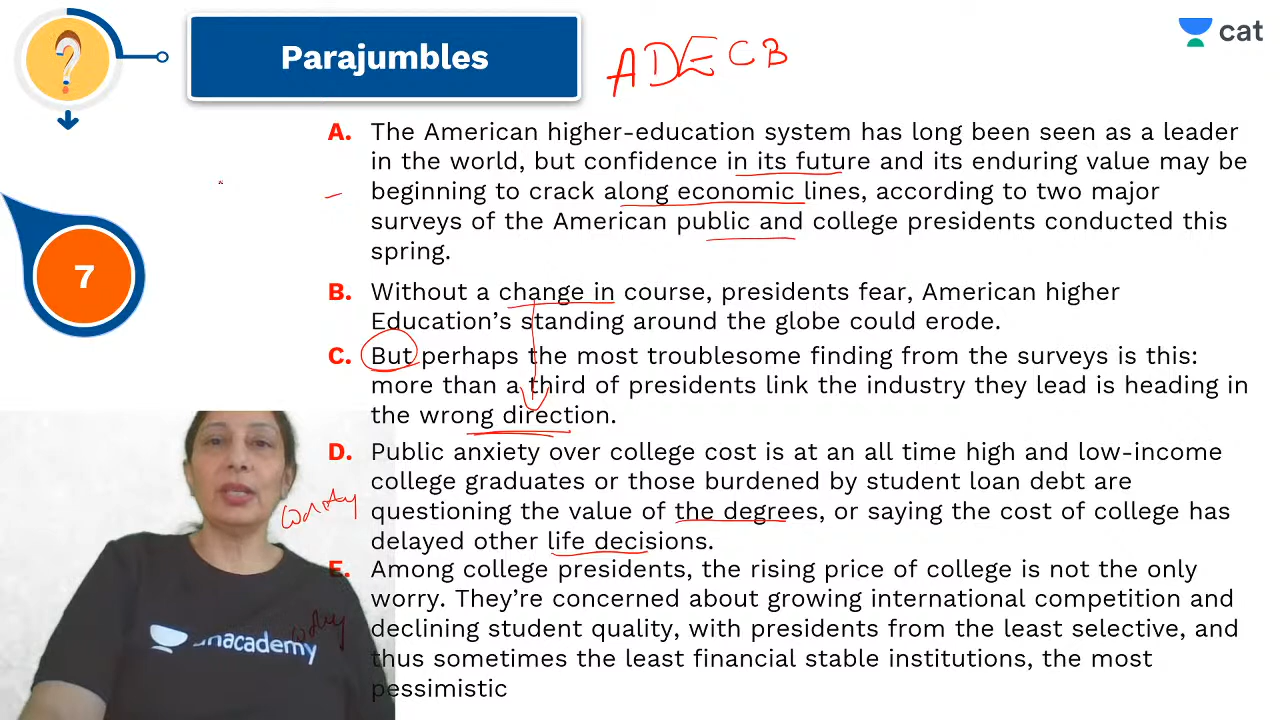 cat
Parajumbles
ADECB
A. The American higher-education system has long been seen as a leader
in the world, but confidence in its future and its enduring value may be
beginning to crack along economic lines, according to two major
surveys of the American public and college presidents conducted this
spring.
7
B. Without a change in course, presidents fear, American higher
Education's standing around the globe could erode.
C. But perhaps the most troublesome finding from the surveys is this:
more than a third of presidents link the industry they lead is heading in
the wrong direction.
D. Public anxiety over college cost is at an all time high and low-income
college graduates or those burdened by student loan debt are
questioning the value of the degrees, or saying the cost of college has
delayed other life decisions.
E. Among college presidents, the rising price of college is not the only
worry. They're concerned about growing international competition and
declining student quality, with presidents from the least selective, and
thus sometimes the least financial stable institutions, the most
pessimistic
unacademy